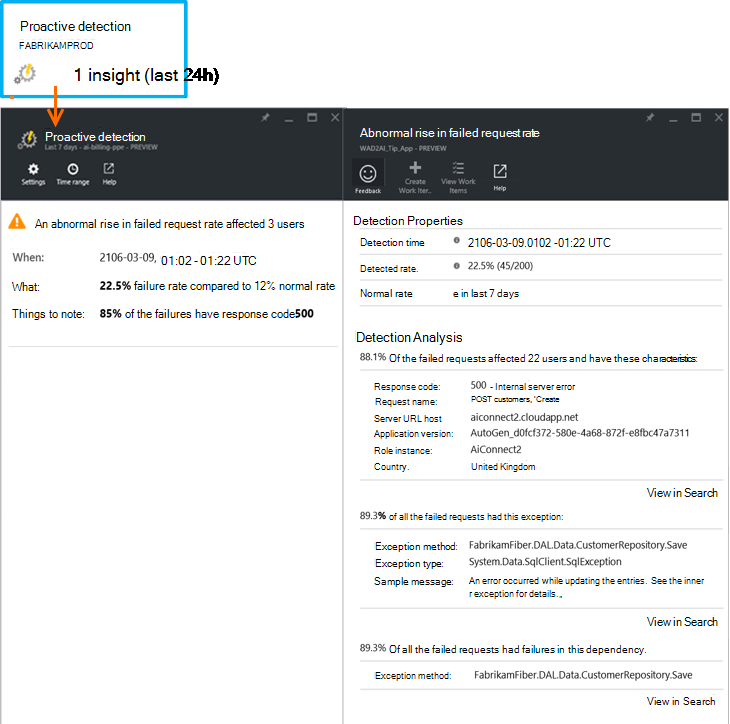 Proactive detection
FABRIKAMPROD
1 insight (last 24h)
Proactive detection
Last 7 days - ai-billing-ppe - PREVIEW
Settings
Time range
Help
An abnormal rise in failed request rate affected 3 users
When: 2106-03-09, 01:02 - 01:22 UTC
What: 22.5% failure rate compared to 12% normal rate
Things to note: 85% of the failures have response code500
Abnormal rise in failed request rate
WAD2AI_Tip_App - PREVIEW
Feedback
Create
Work Iter..
View Work
Items
Help
Detection Properties
Detection time 2106-03-09.0102 -01:22 UTC
Detected rate. 22.5% (45/200)
Normal rate e in last 7 days
Detection Analysis
88.1% Of the failed requests affected 22 users and have these characteristics:
Response code: 500 - Internal server error
Request name: POST customers, 'Create
Server URL host aiconnect2.cloudapp.net
Application version: AutoGen_d0fcf372-580e-4a68-872f-e8fbc47a7311
Role instance: AiConnect2
Country. United Kingdom
View in Search
89.3% of all the failed requests had this exception:
Exception method: FabrikamFiber.DAL.Data.CustomerRepository.Save
Exception type: System.Data.SqlClient.SqlException
Sample message: An error occurred while updating the entries. See the inner
r exception for details.,
View in Search
89.3% Of all the failed requests had failures in this dependency.
Exception method: FabrikamFiber.DAL.Data.CustomerRepository.Save
View in Search